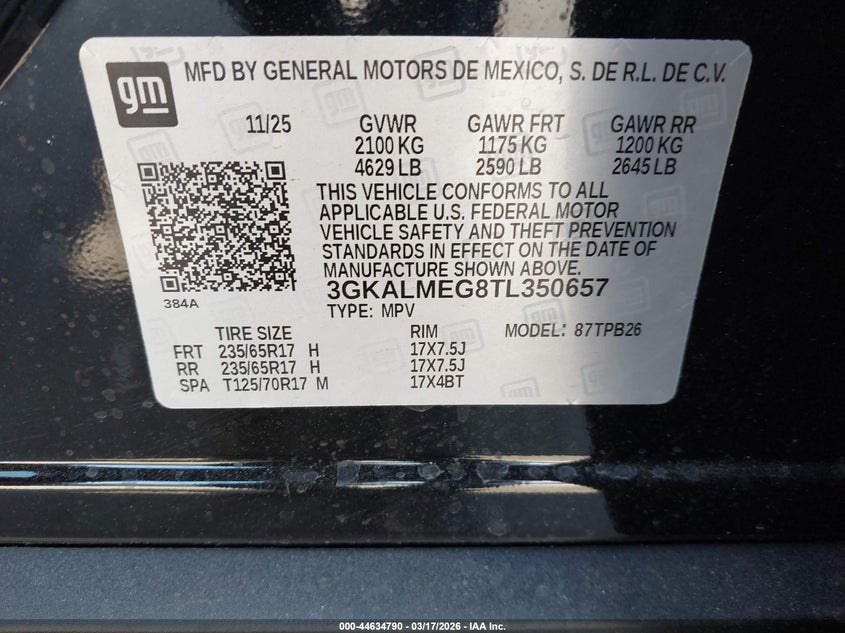 gm
MFD BY GENERAL MOTORS DE MEXICO, S. DE R.L. DE C.V.
11/25 GVWR GAWR FRT GAWR RR
2100 KG 1175 KG 1200 KG
4629 LB 2590 LB 2645 LB
THIS VEHICLE CONFORMS TO ALL
APPLICABLE U.S. FEDERAL MOTOR
VEHICLE SAFETY AND THEFT PREVENTION
STANDARDS IN EFFECT ON THE DATE OF
MANUFACTURE SHOWN ABOVE.
384A
3GKALMEG8TL350657
TYPE: MPV
TIRE SIZE RIM MODEL: 87TPB26
FRT 235/65R17 H 17X7.5J
RR 235/65R17 H 17X7.5J
SPA T125/70R17 M 17X4BT
000-44634790 — 03/17/2026 — IAA Inc.